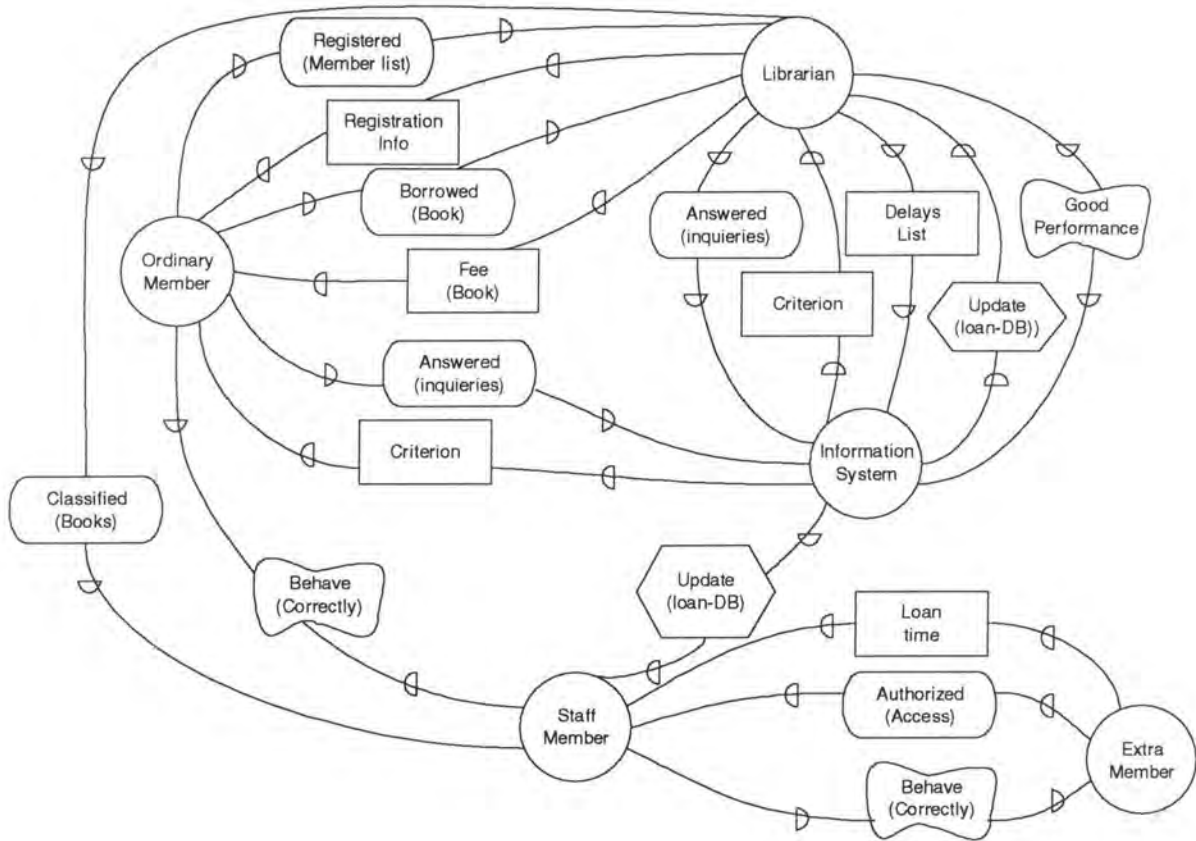 Registered
(Member list)
Librarian
Registration
Info
Borrowed
(Book)
Answered
(inquieries)
Delays
List
Good
Performance
Ordinary
Member
Fee
(Book)
Criterion
Update
(loan-DB))
Answered
(inquieries)
Criterion
Information
System
Classified
(Books)
Behave
(Correctly)
Update
(loan-DB)
Loan
time
Staff
Member
Authorized
(Access)
Extra
Member
Behave
(Correctly)